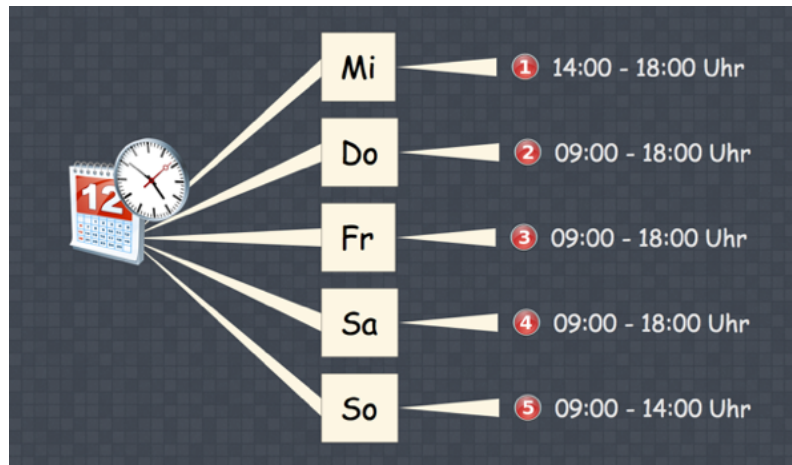 12
Mi 1 14:00 - 18:00 Uhr
Do 2 09:00 - 18:00 Uhr
Fr 3 09:00 - 18:00 Uhr
Sa 4 09:00 - 18:00 Uhr
So 5 09:00 - 14:00 Uhr